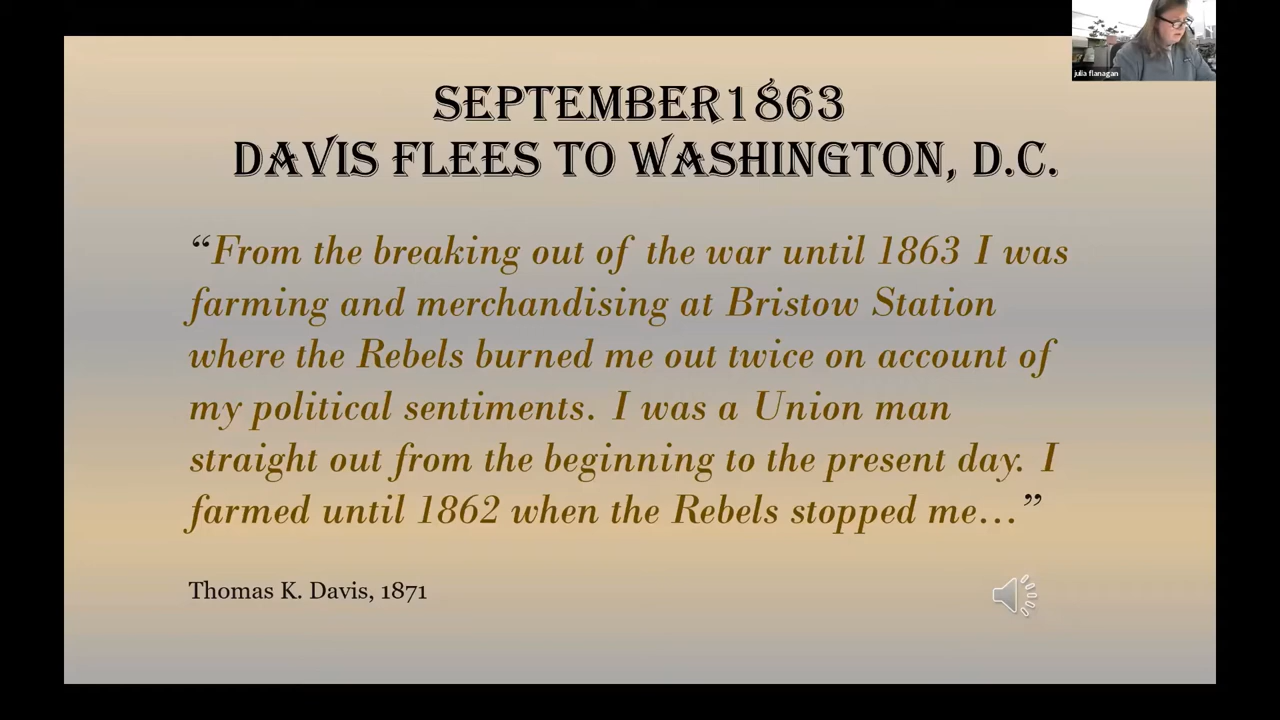 julia flanagan
SEPTEMBER1863
DAVIS FLEES TO WASHINGTON, D.C.
“From the breaking out of the war until 1863 I was
farming and merchandising at Bristow Station
where the Rebels burned me out twice on account of
my political sentiments. I was a Union man
straight out from the beginning to the present day. I
farmed until 1862 when the Rebels stopped me…”
Thomas K. Davis, 1871